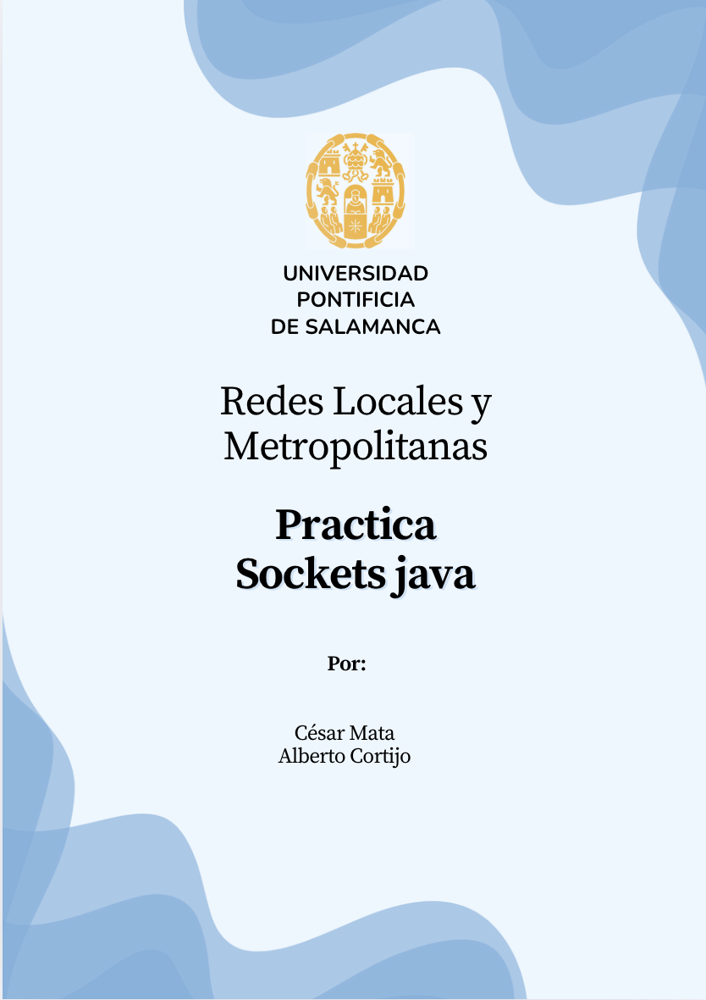 UNIVERSIDAD
PONTIFICIA
DE SALAMANCA
Redes Locales y
Metropolitanas
Practica
Sockets java
Por:
César Mata
Alberto Cortijo